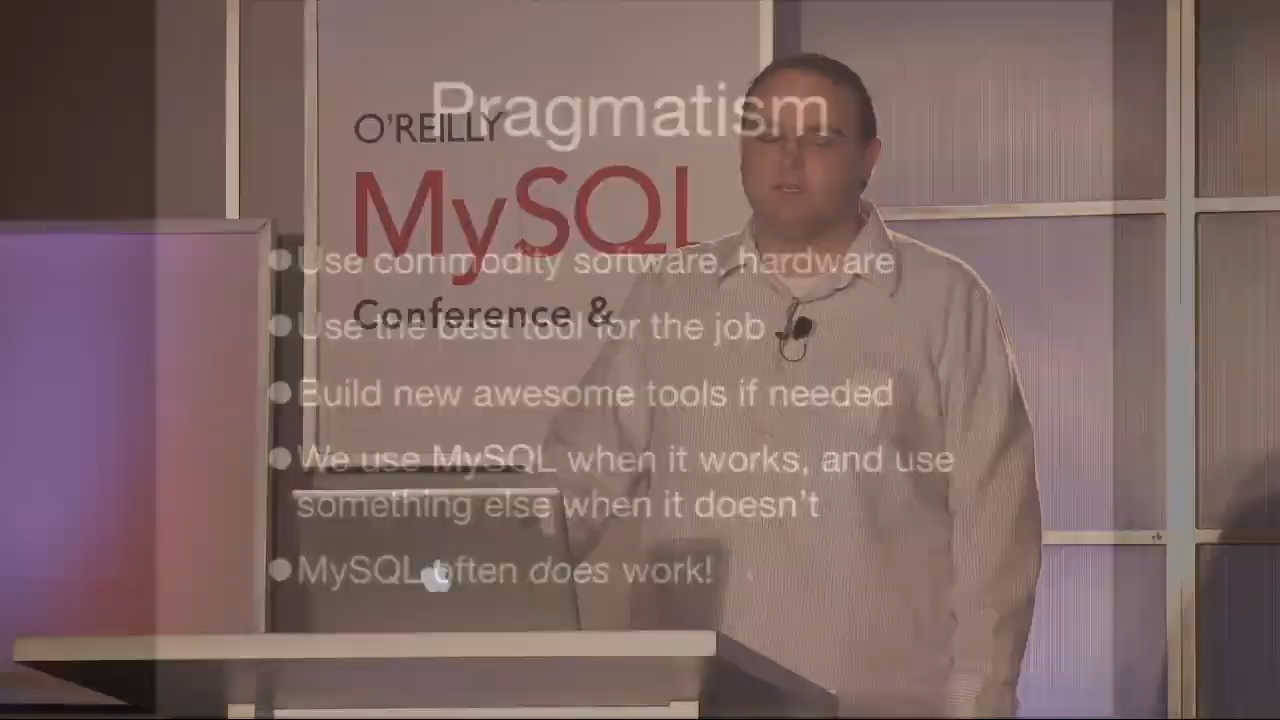 Pragmatism
O'REILLY
MySQL
Conference &
Use commodity software, hardware
Use the best tool for the job
Build new awesome tools if needed
We use MySQL when it works, and use
something else when it doesn't
MySQL often does work!